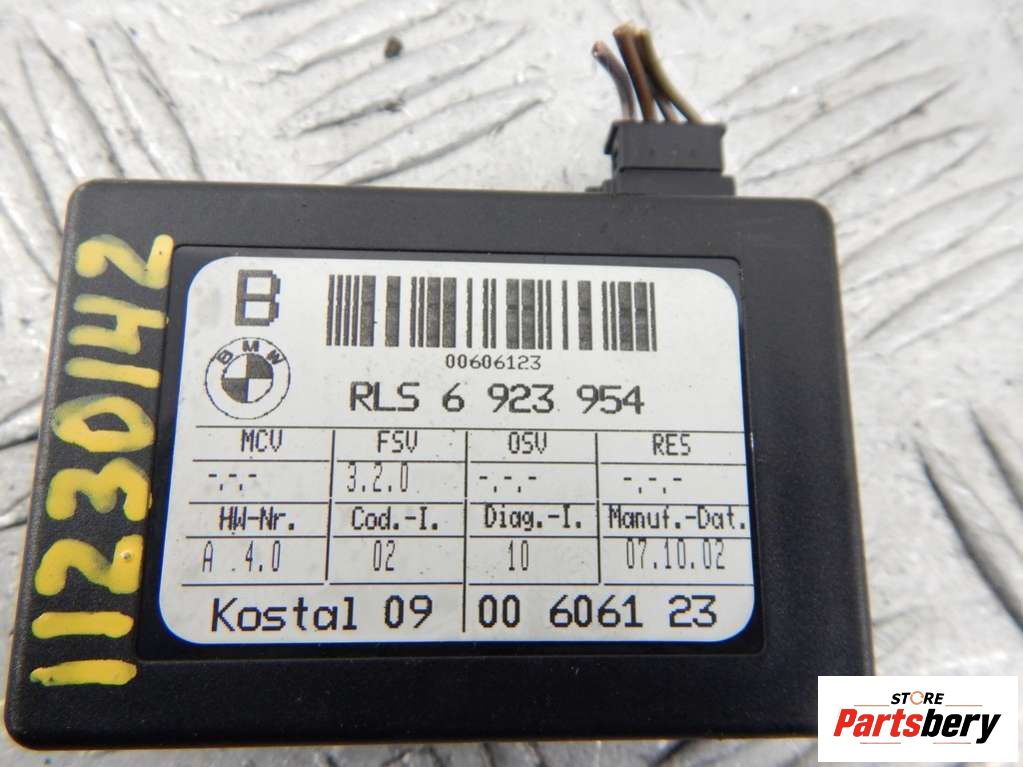 11230142
B
00606123
BMW
RLS 6 923 954
MCV FSV OSV RES
-.-.- 3.2.0 -.-.- -.-.-
HW-Nr. Cod.-I. Diag.-I. Manuf.-Dat.
A 4.0 02 10 07.10.02
Kostal 09 00 6061 23
STORE
Partsbery